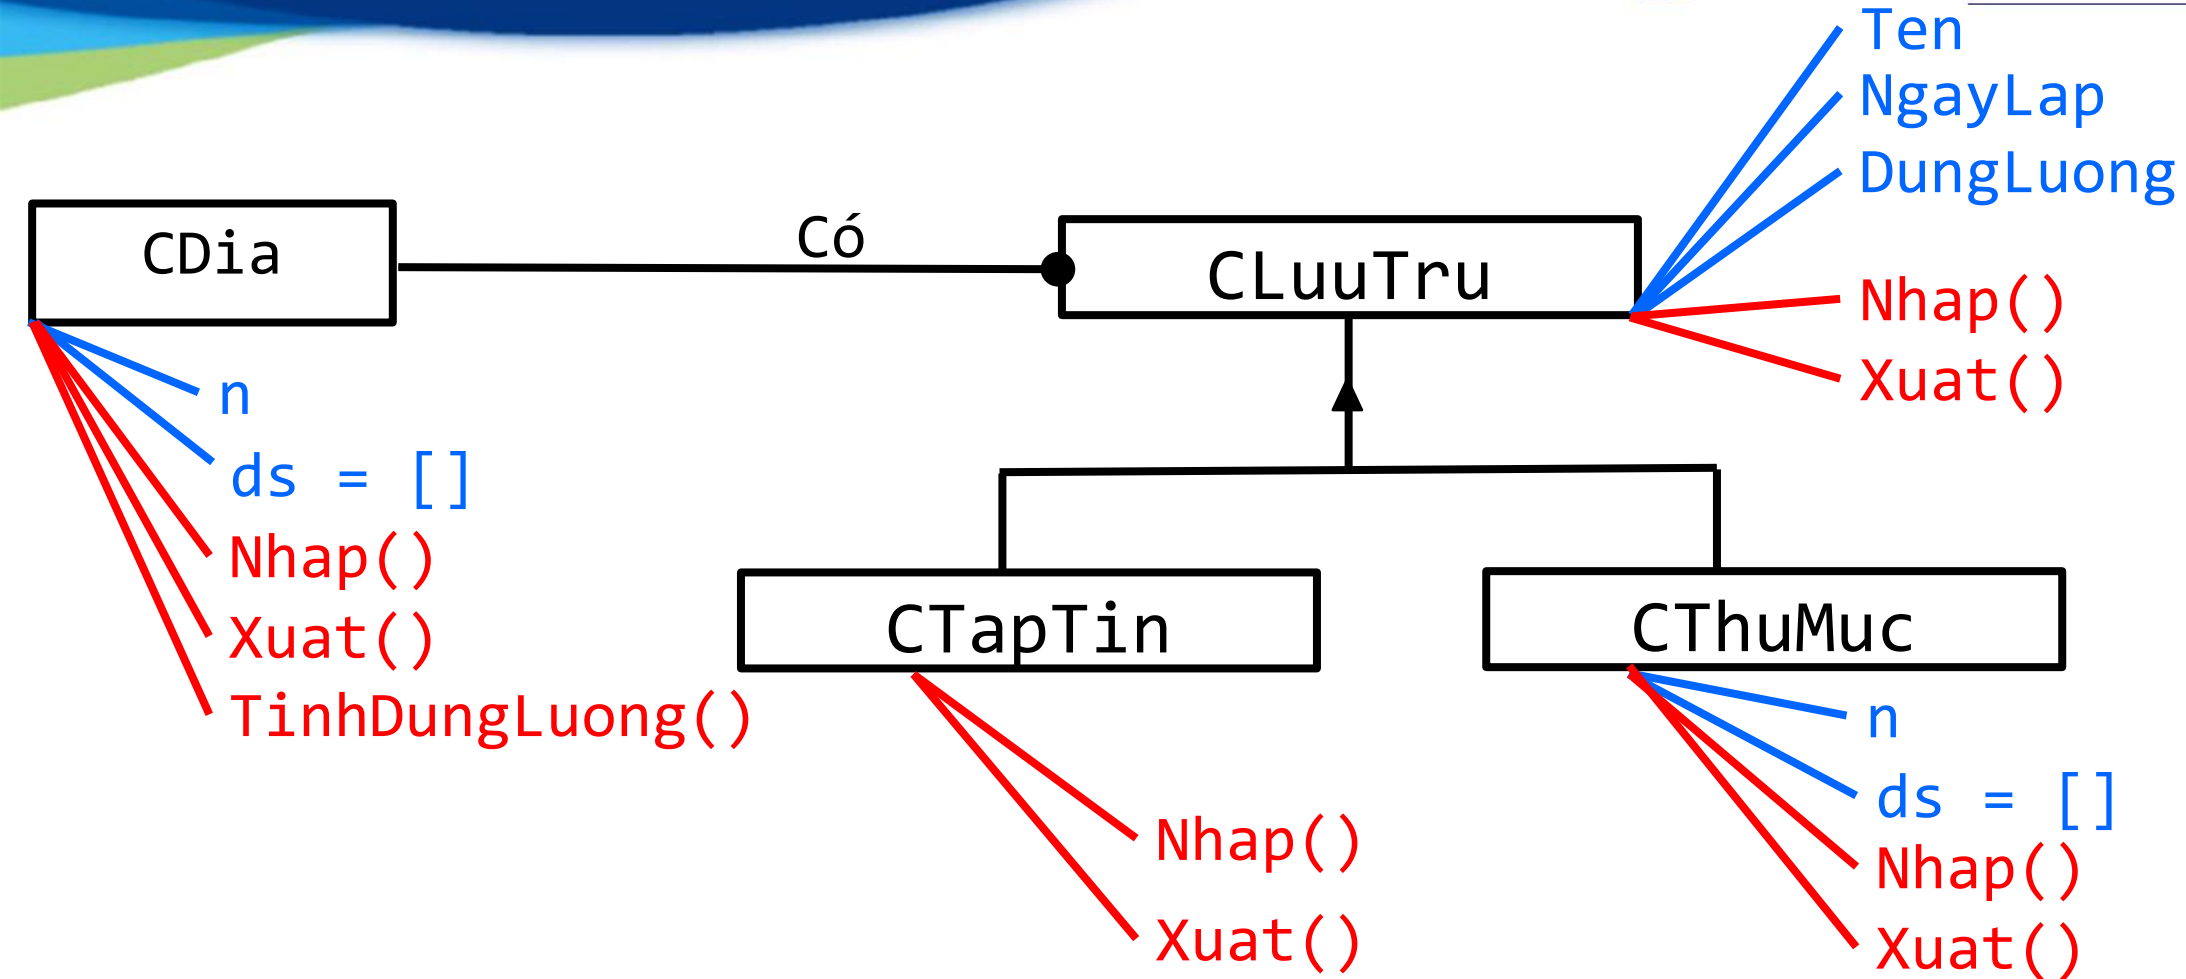 Ten
NgayLap
DungLuong
CDia
Có
CLuuTru
Nhap()
Xuat()
n
ds = []
Nhap()
Xuat()
TinhDungLuong()
CTapTin
CThuMuc
Nhap()
Xuat()
n
ds = []
Nhap()
Xuat()